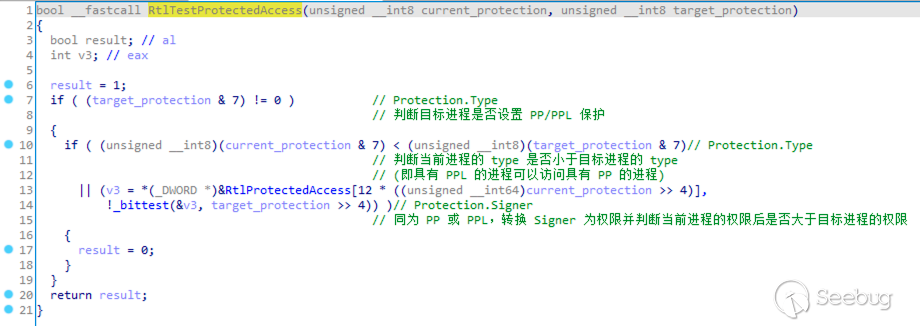 1 bool __fastcall RtlTestProtectedAccess(unsigned __int8 current_protection, unsigned __int8 target_protection)
2 {
3 bool result; // al
4 int v3; // eax
5
6 result = 1;
7 if ( (target_protection & 7) != 0 ) // Protection.Type
8 // 判断目标进程是否设置 PP/PPL 保护
9 {
10 if ( (unsigned __int8)(current_protection & 7) < (unsigned __int8)(target_protection & 7)// Protection.Type
11 // 判断当前进程的 type 是否小于目标进程的 type
12 // (即具有 PPL 的进程可以访问具有 PP 的进程)
13 || (v3 = *(_DWORD *)&RtlProtectedAccess[12 * ((unsigned __int64)current_protection >> 4)],
14 !_bittest(&v3, target_protection >> 4)) )// Protection.Signer
15 // 同为 PP 或 PPL，转换 Signer 为权限并判断当前进程的权限后是否大于目标进程的权限
16 {
17 result = 0;
18 }
19 }
20 return result;
21 }
Seebug